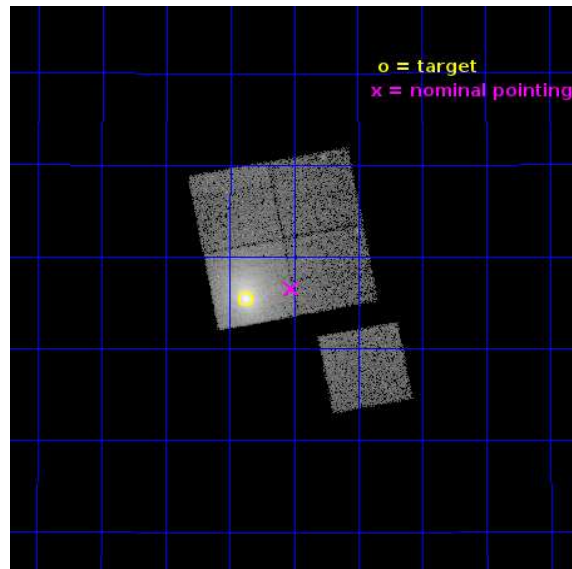 o = target
x = nominal pointing